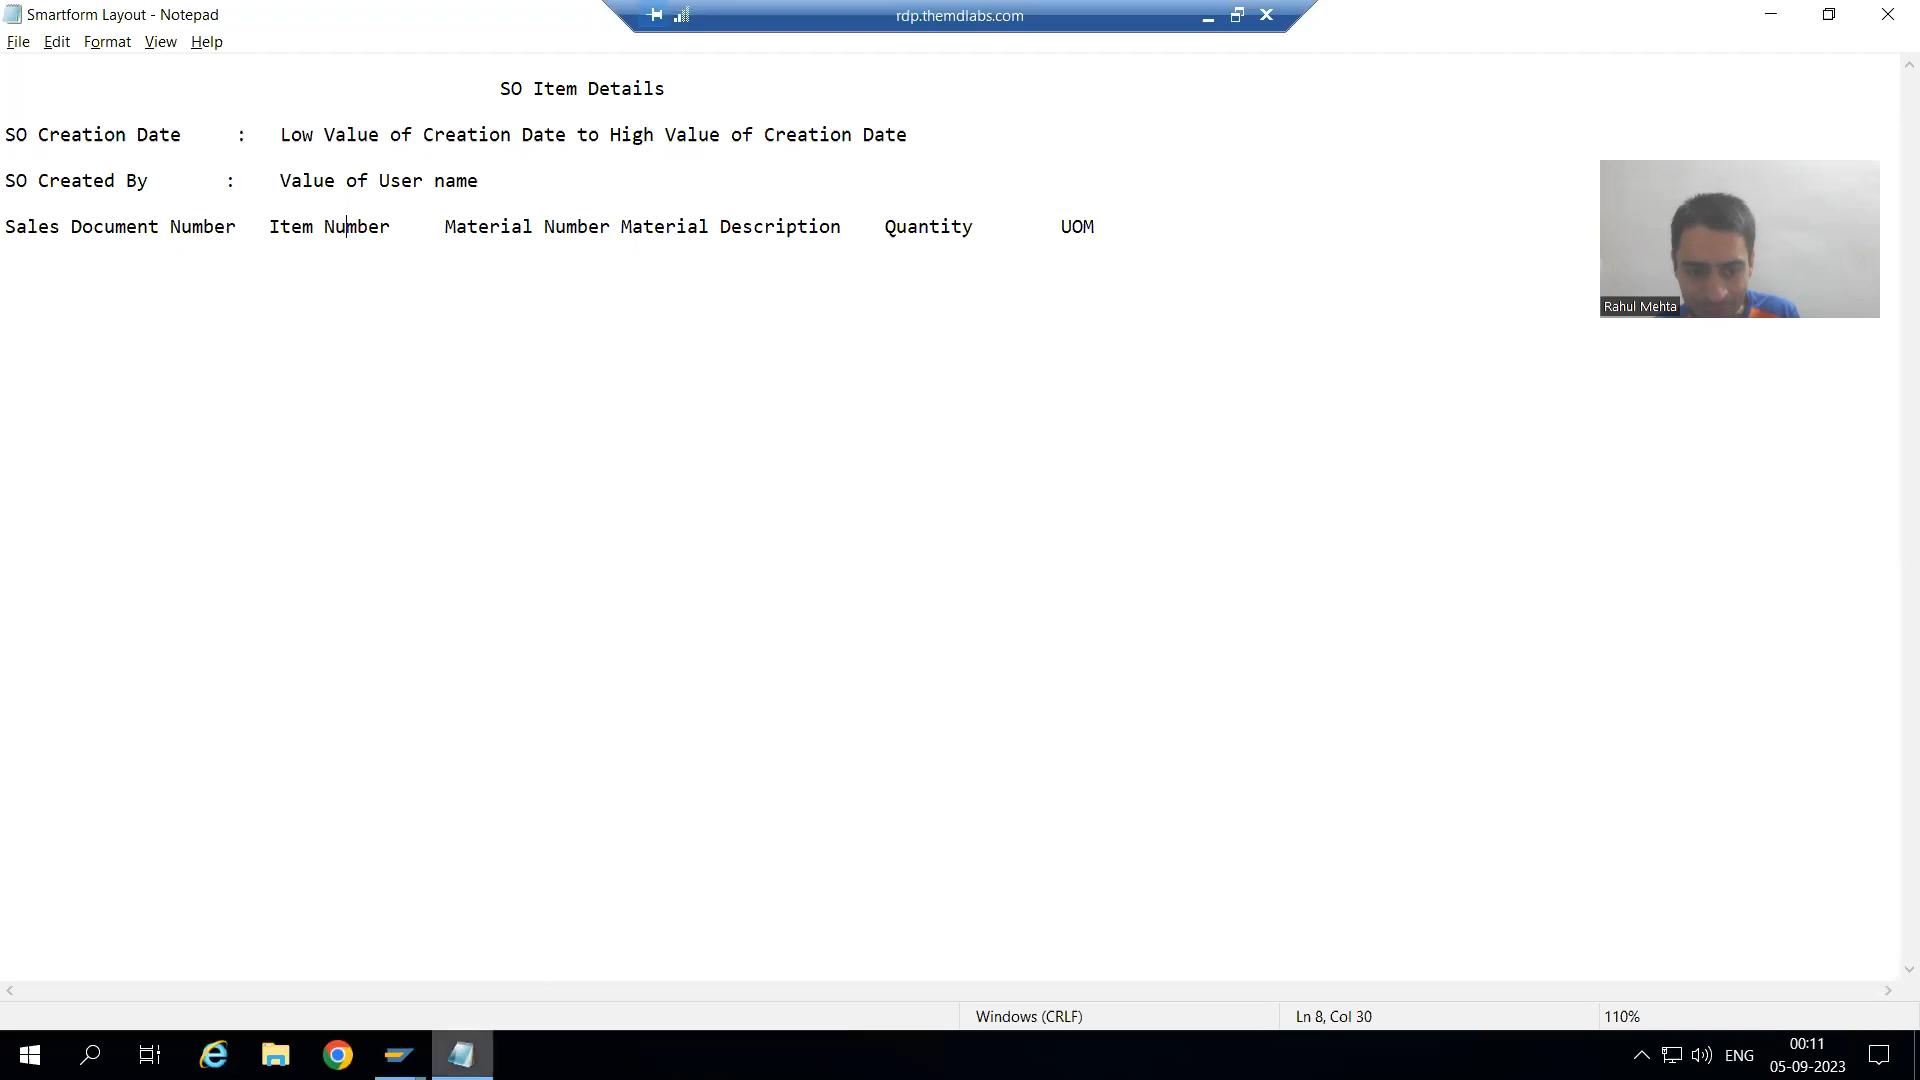 Smartform Layout - Notepad
rdp.themdlabs.com
File Edit Format View Help
SO Item Details
SO Creation Date : Low Value of Creation Date to High Value of Creation Date
SO Created By : Value of User name
Sales Document Number Item Number Material Number Material Description Quantity UOM
Rahul Mehta
Windows (CRLF) Ln 8, Col 30 110%
ENG
00:11
05-09-2023